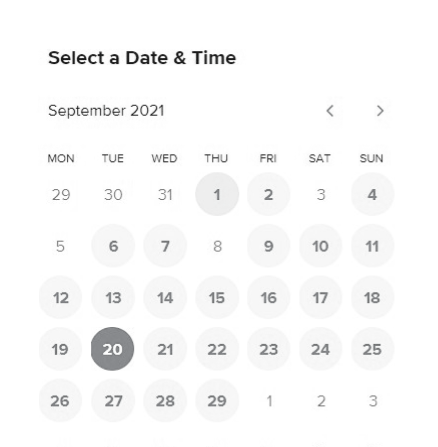 Select a Date & Time
September 2021
MON TUE WED THU FRI SAT SUN
29 30 31 1 2 3 4
5 6 7 8 9 10 11
12 13 14 15 16 17 18
19 20 21 22 23 24 25
26 27 28 29 1 2 3